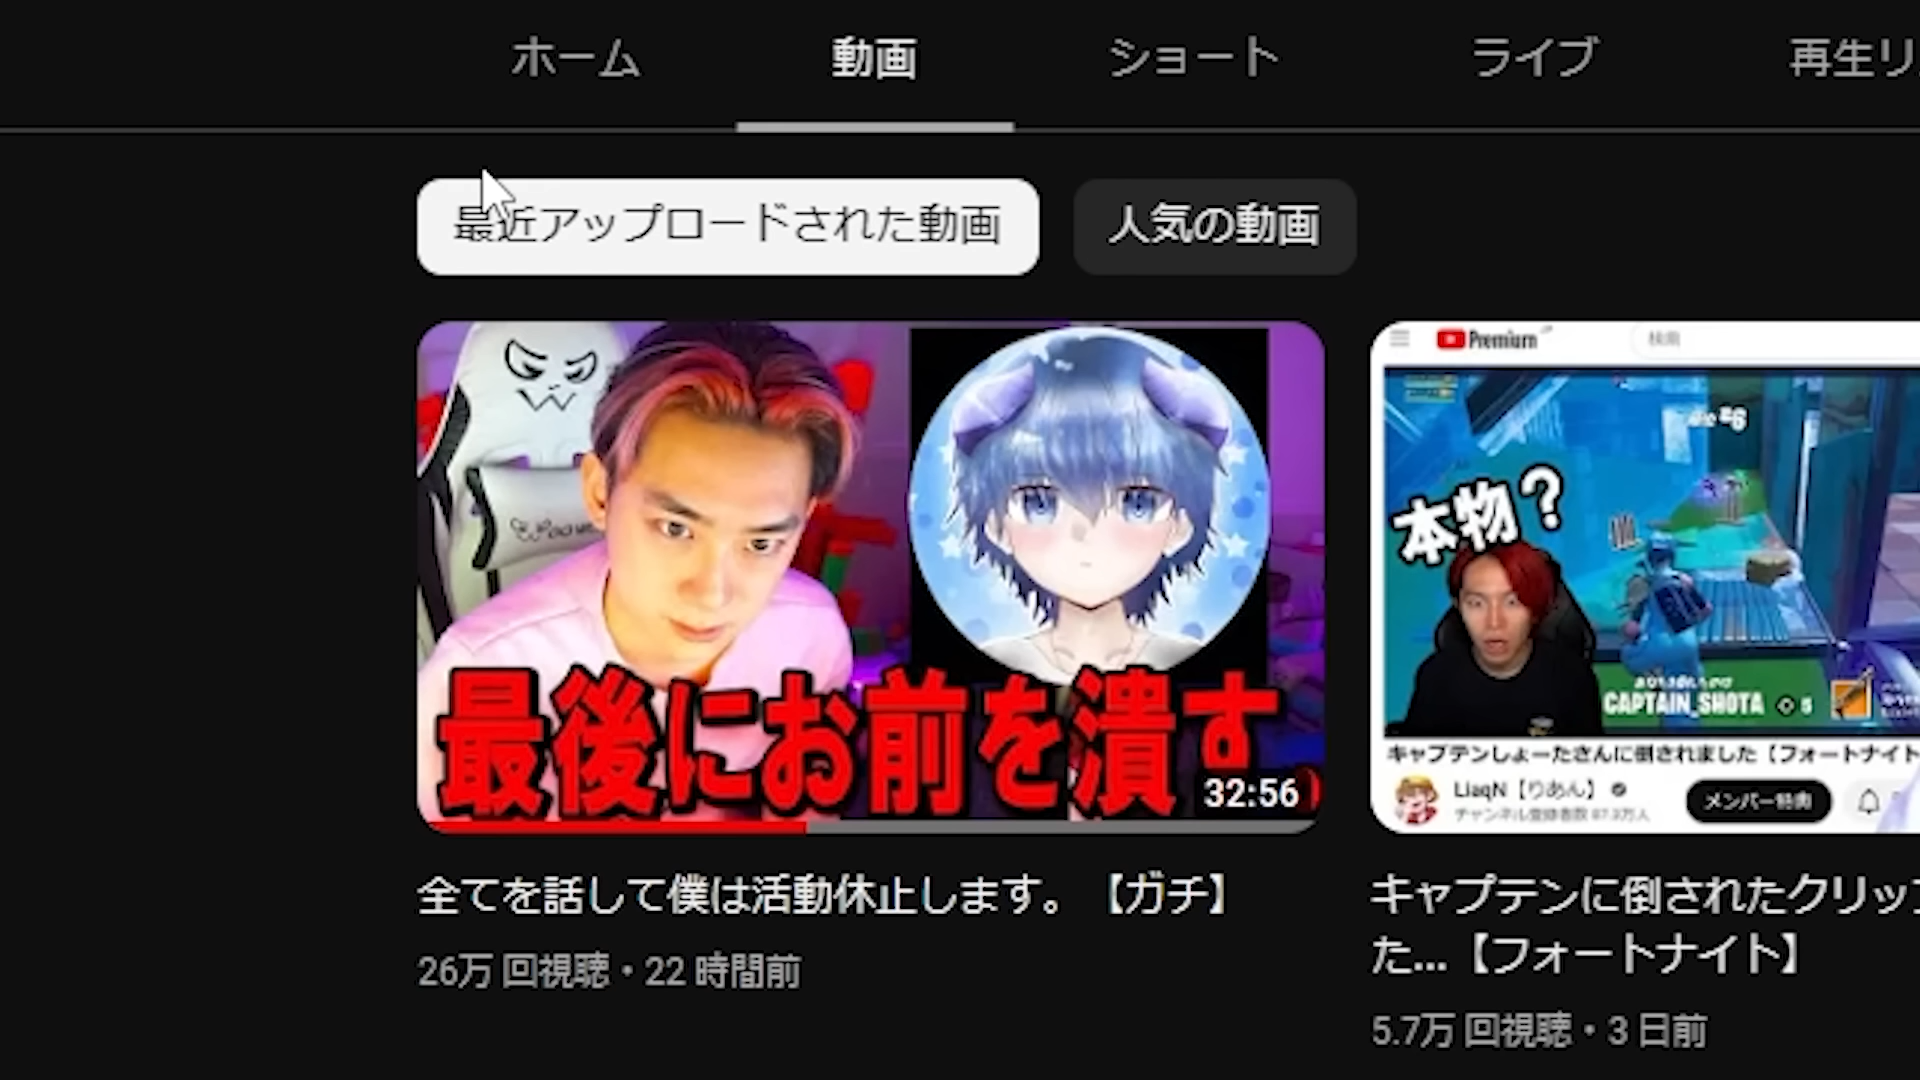 ホーム
動画
ショート
ライブ
再生リ
最近アップロードされた動画
人気の動画
最後にお前を潰す
32:56
全てを話して僕は活動休止します。【ガチ】
26万 回視聴・22 時間前
Premium
検索
#6
本物？
CAPTAIN_SHOTA
5
キャプテンしょーたさんに倒されました【フォートナイト
LiaqN【りあん】
メンバー特典
キャプテンに倒されたクリップ
た...【フォートナイト】
5.7万 回視聴・3 日前